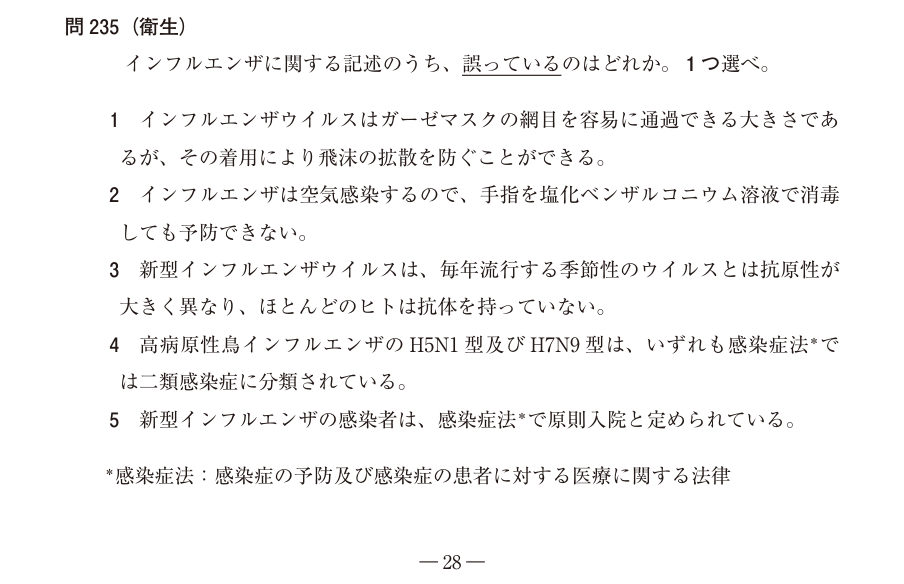 問 235（衛生）
インフルエンザに関する記述のうち、誤っているのはどれか。1つ選べ。
1　インフルエンザウイルスはガーゼマスクの網目を容易に通過できる大きさであ
るが、その着用により飛沫の拡散を防ぐことができる。
2　インフルエンザは空気感染するので、手指を塩化ベンザルコニウム溶液で消毒
しても予防できない。
3　新型インフルエンザウイルスは、毎年流行する季節性のウイルスとは抗原性が
大きく異なり、ほとんどのヒトは抗体を持っていない。
4　高病原性鳥インフルエンザの H5N1 型及び H7N9 型は、いずれも感染症法*で
は二類感染症に分類されている。
5　新型インフルエンザの感染者は、感染症法*で原則入院と定められている。
*感染症法：感染症の予防及び感染症の患者に対する医療に関する法律
― 28 ―